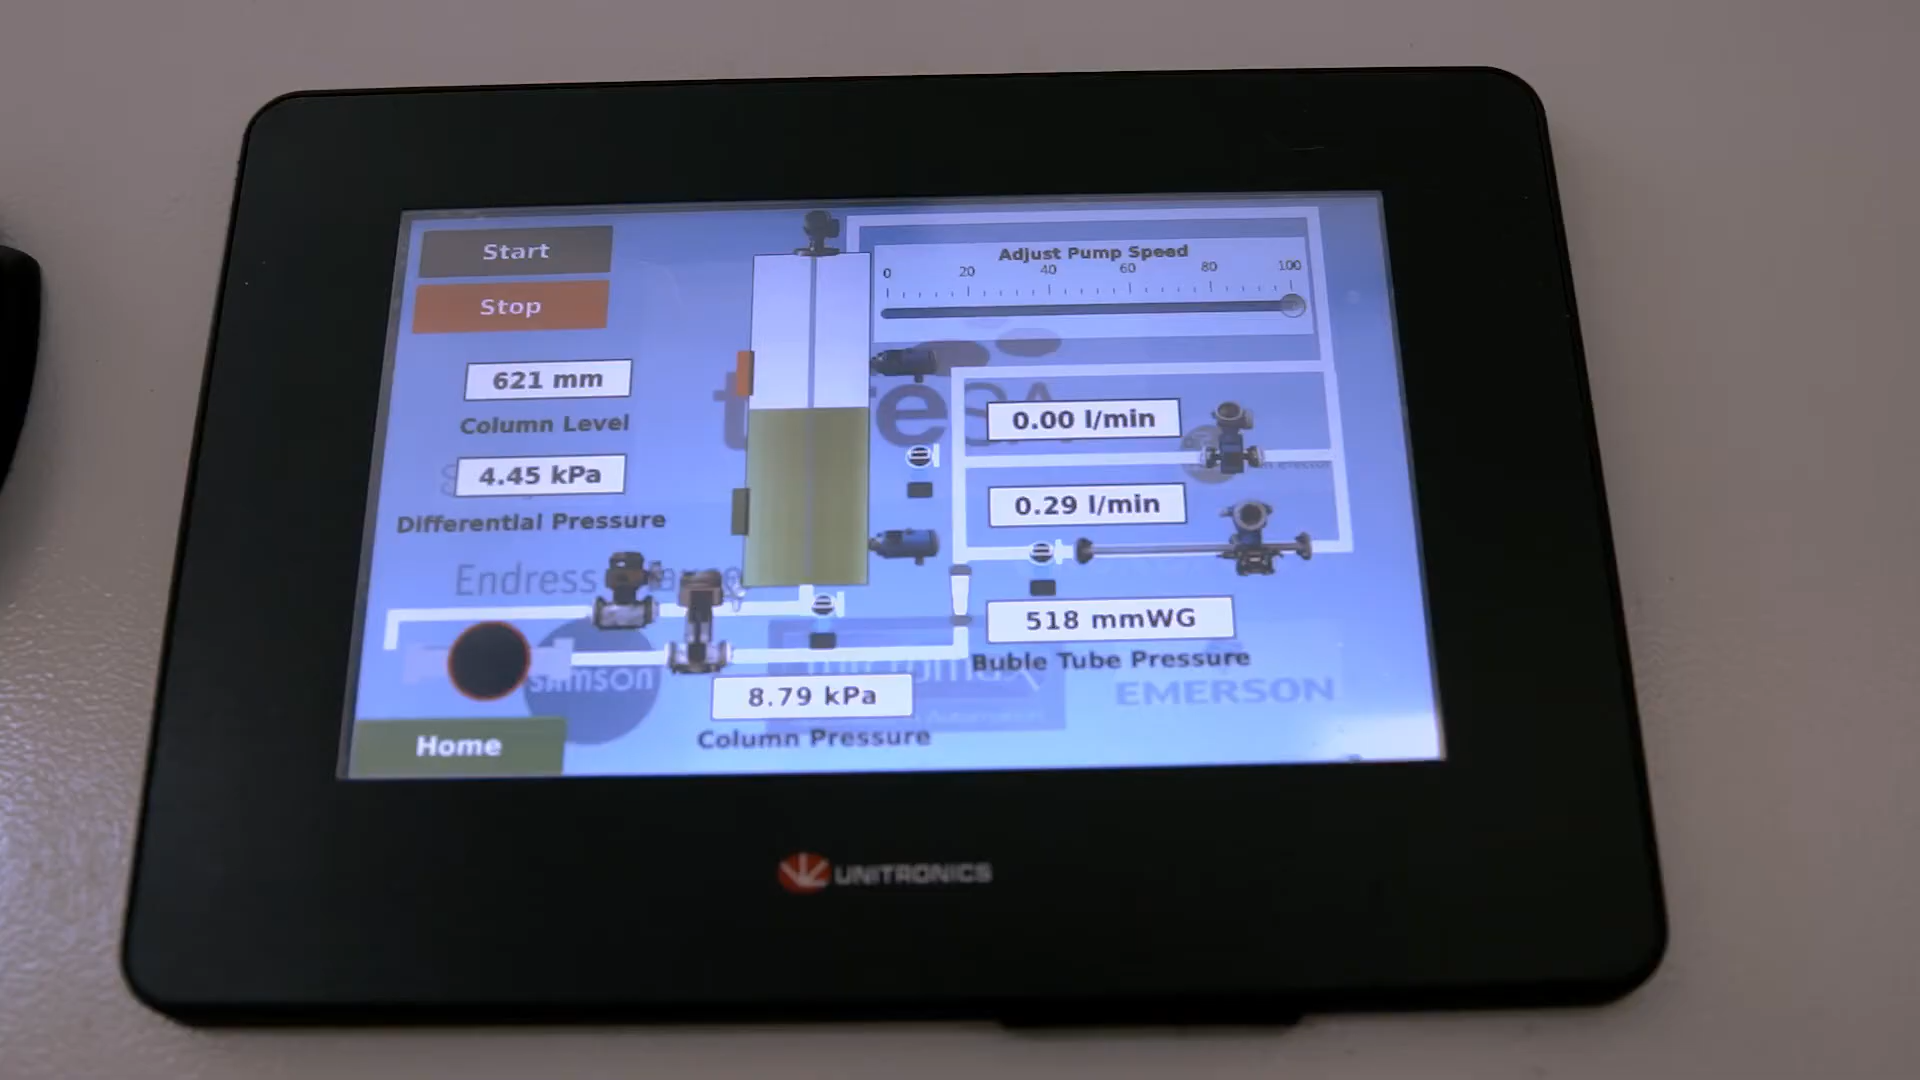 Start
Stop
Adjust Pump Speed
0 20 40 60 80 100
621 mm
Column Level
4.45 kPa
Differential Pressure
0.00 l/min
0.29 l/min
518 mmWG
Buble Tube Pressure
Endress
SAMSON
EMERSON
8.79 kPa
Column Pressure
Home
UNITRONICS